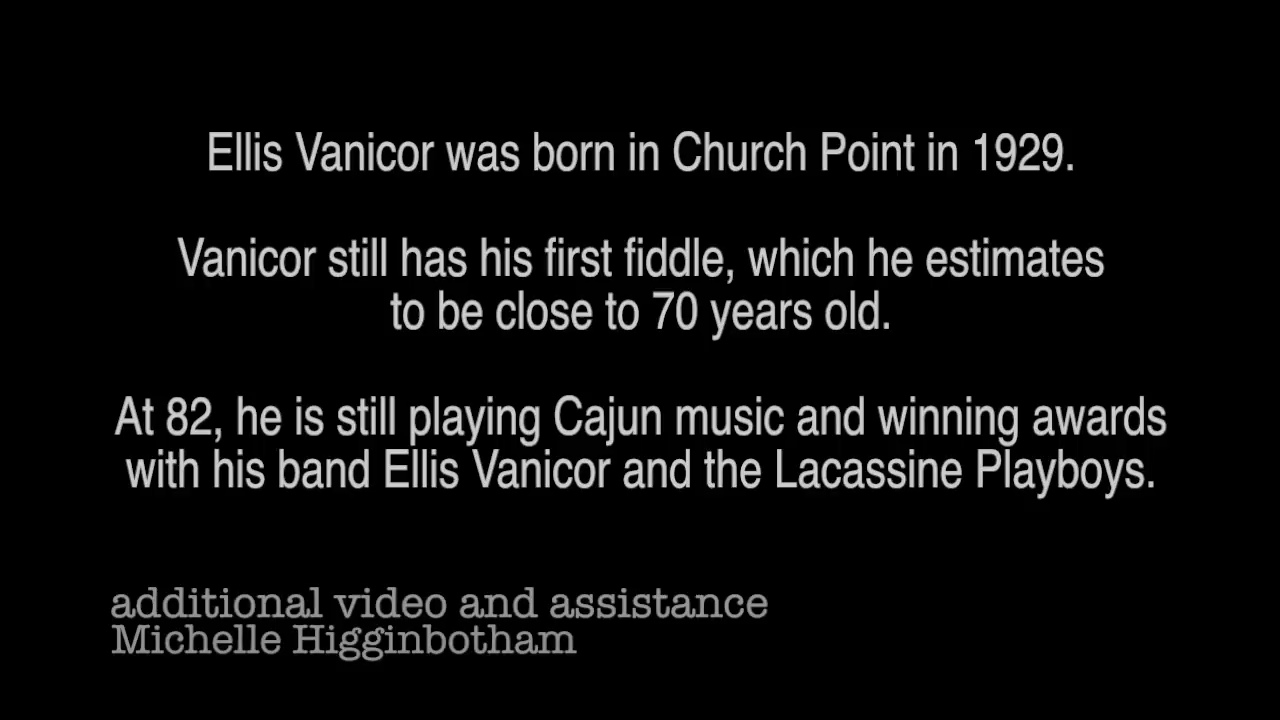 Ellis Vanicor was born in Church Point in 1929.
Vanicor still has his first fiddle, which he estimates
to be close to 70 years old.
At 82, he is still playing Cajun music and winning awards
with his band Ellis Vanicor and the Lacassine Playboys.
additional video and assistance
Michelle Higginbotham